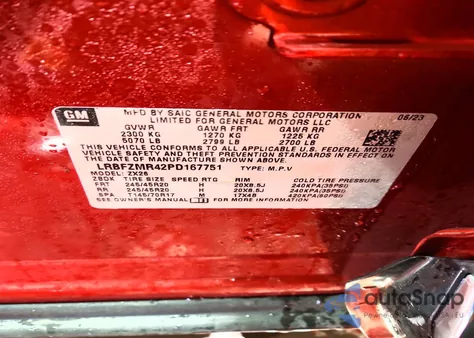 GM
MFD BY SAIC GENERAL MOTORS CORPORATION
LIMITED FOR GENERAL MOTORS LLC
08/23
GVWR GAWR FRT GAWR RR
2300 KG 1270 KG 1225 KG
5070 LB 2799 LB 2700 LB
THIS VEHICLE CONFORMS TO ALL APPLICABLE U.S. FEDERAL MOTOR
VEHICLE SAFETY AND THEFT PREVENTION STANDARDS IN EFFECT
ON THE DATE OF MANUFACTURE SHOWN ABOVE.
LRBFZMR42PD167751 TYPE: M.P.V
MODEL: ZX26
ZBDK TIRE SIZE SPEED RTG RIM COLD TIRE PRESSURE
FRT 245/45R20 H 20X8.5J 240KPA(35PSI)
RR 245/45R20 H 20X8.5J 240KPA(35PSI)
SPA T145/70R17 M 17X4B 420KPA(60PSI)
SEE OWNER'S MANUAL FOR MORE INFORMATION
autoSnap